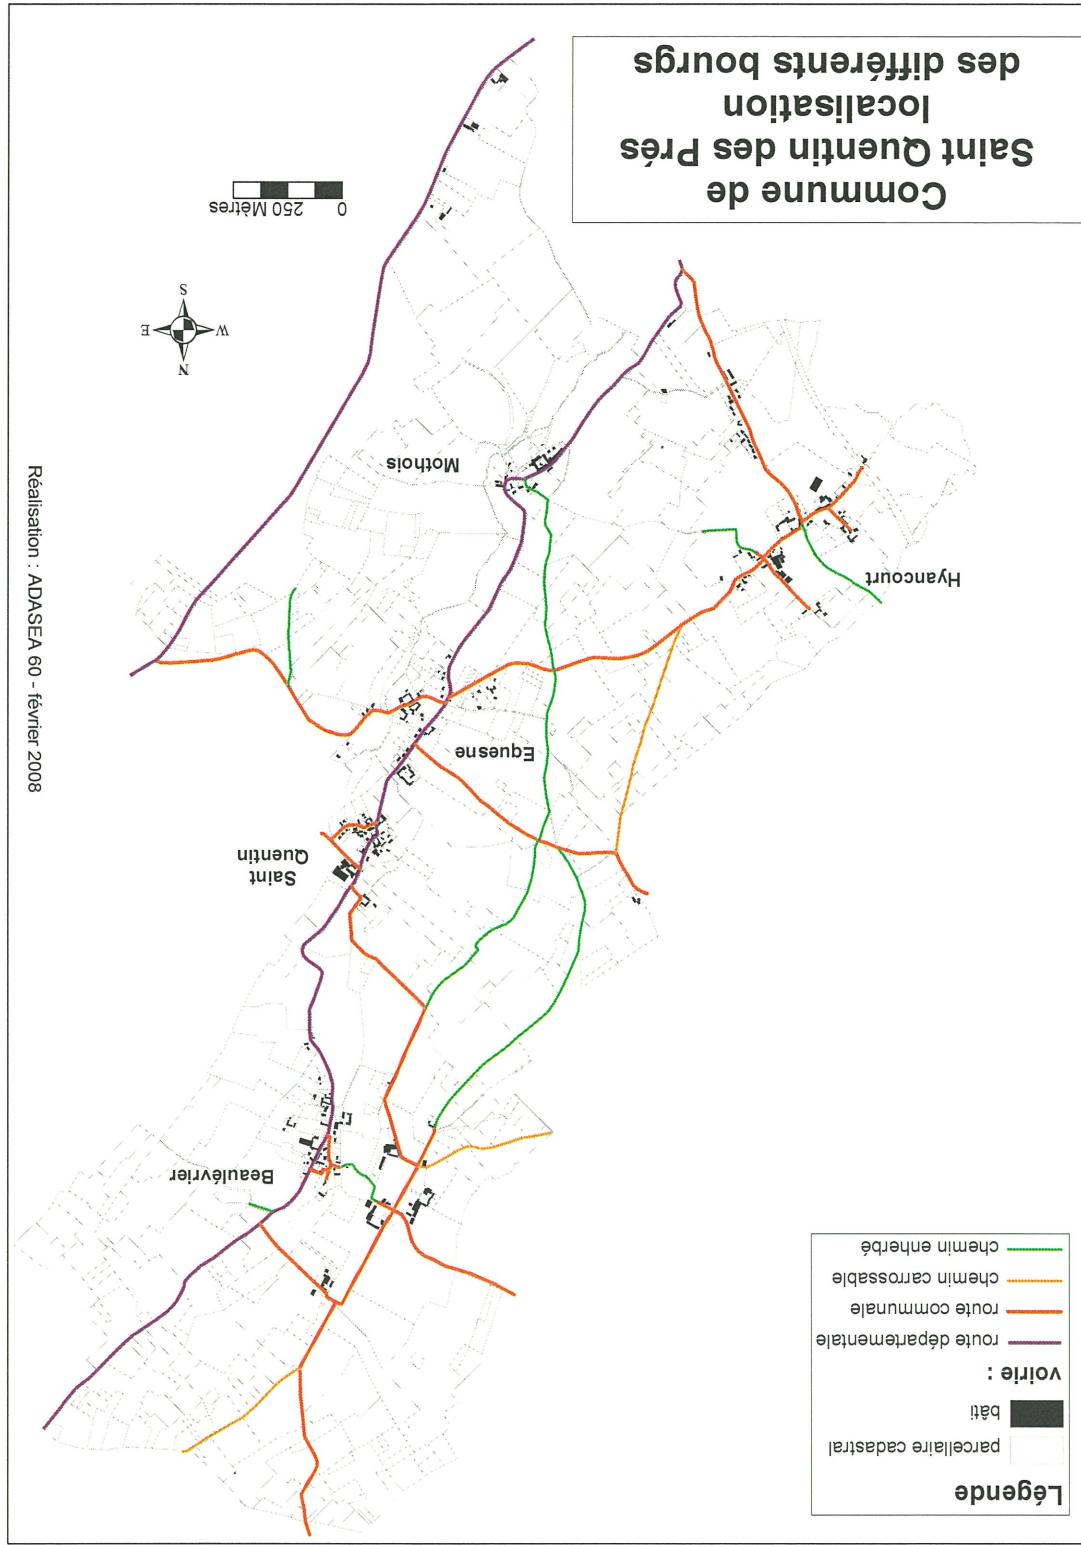 Commune de
Saint Quentin des Prés
localisation
des différents bourgs
Légende
parcellaire cadastral
bâti
voirie :
route départementale
route communale
chemin carrossable
chemin enherbé
Beaulévrier
Saint
Quentin
Equesne
Hyancourt
Mothois
N
W
E
S
0
250 Mètres
Réalisation : ADASEA 60 - février 2008